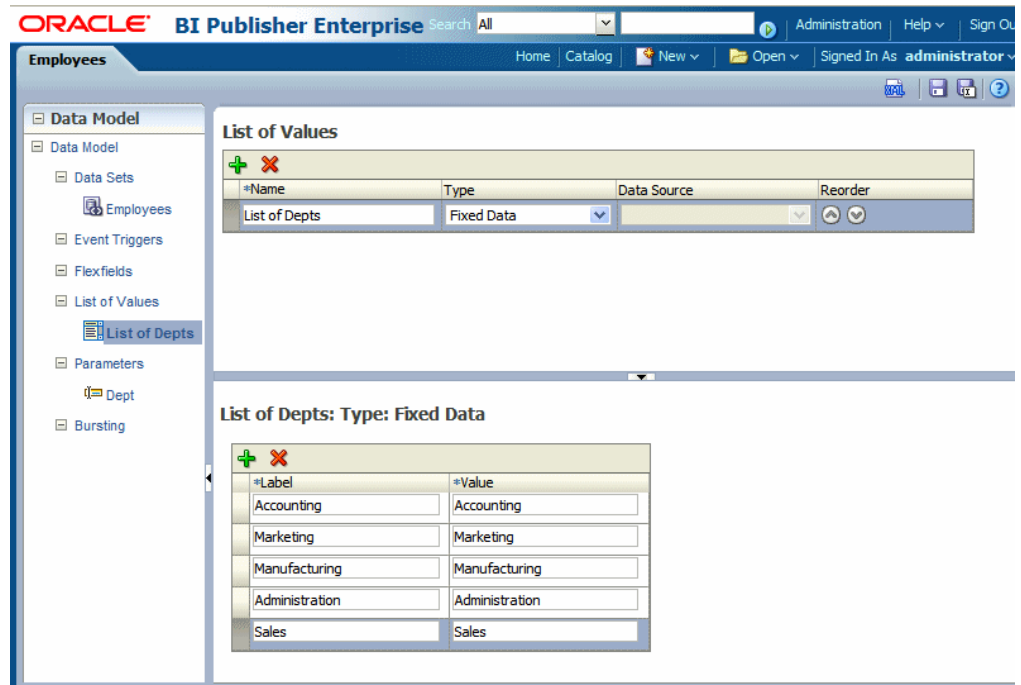 ORACLE BI Publisher Enterprise Search All Administration Help Sign Ou
Employees Home Catalog New Open Signed In As administrator
XML
Data Model
Data Model
Data Sets
Employees
Event Triggers
Flexfields
List of Values
List of Depts
Parameters
Dept
Bursting
List of Values
*Name Type Data Source Reorder
List of Depts Fixed Data
List of Depts: Type: Fixed Data
*Label *Value
Accounting Accounting
Marketing Marketing
Manufacturing Manufacturing
Administration Administration
Sales Sales